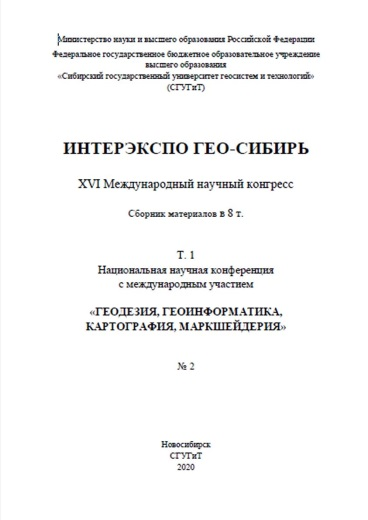 Министерство науки и высшего образования Российской Федерации
Федеральное государственное бюджетное образовательное учреждение
высшего образования
«Сибирский государственный университет геосистем и технологий»
(СГУГиТ)
ИНТЕРЭКСПО ГЕО-СИБИРЬ
XVI Международный научный конгресс
Сборник материалов в 8 т.
Т. 1
Национальная научная конференция
с международным участием
«ГЕОДЕЗИЯ, ГЕОИНФОРМАТИКА,
КАРТОГРАФИЯ, МАРКШЕЙДЕРИЯ»
№ 2
Новосибирск
СГУГиТ
2020